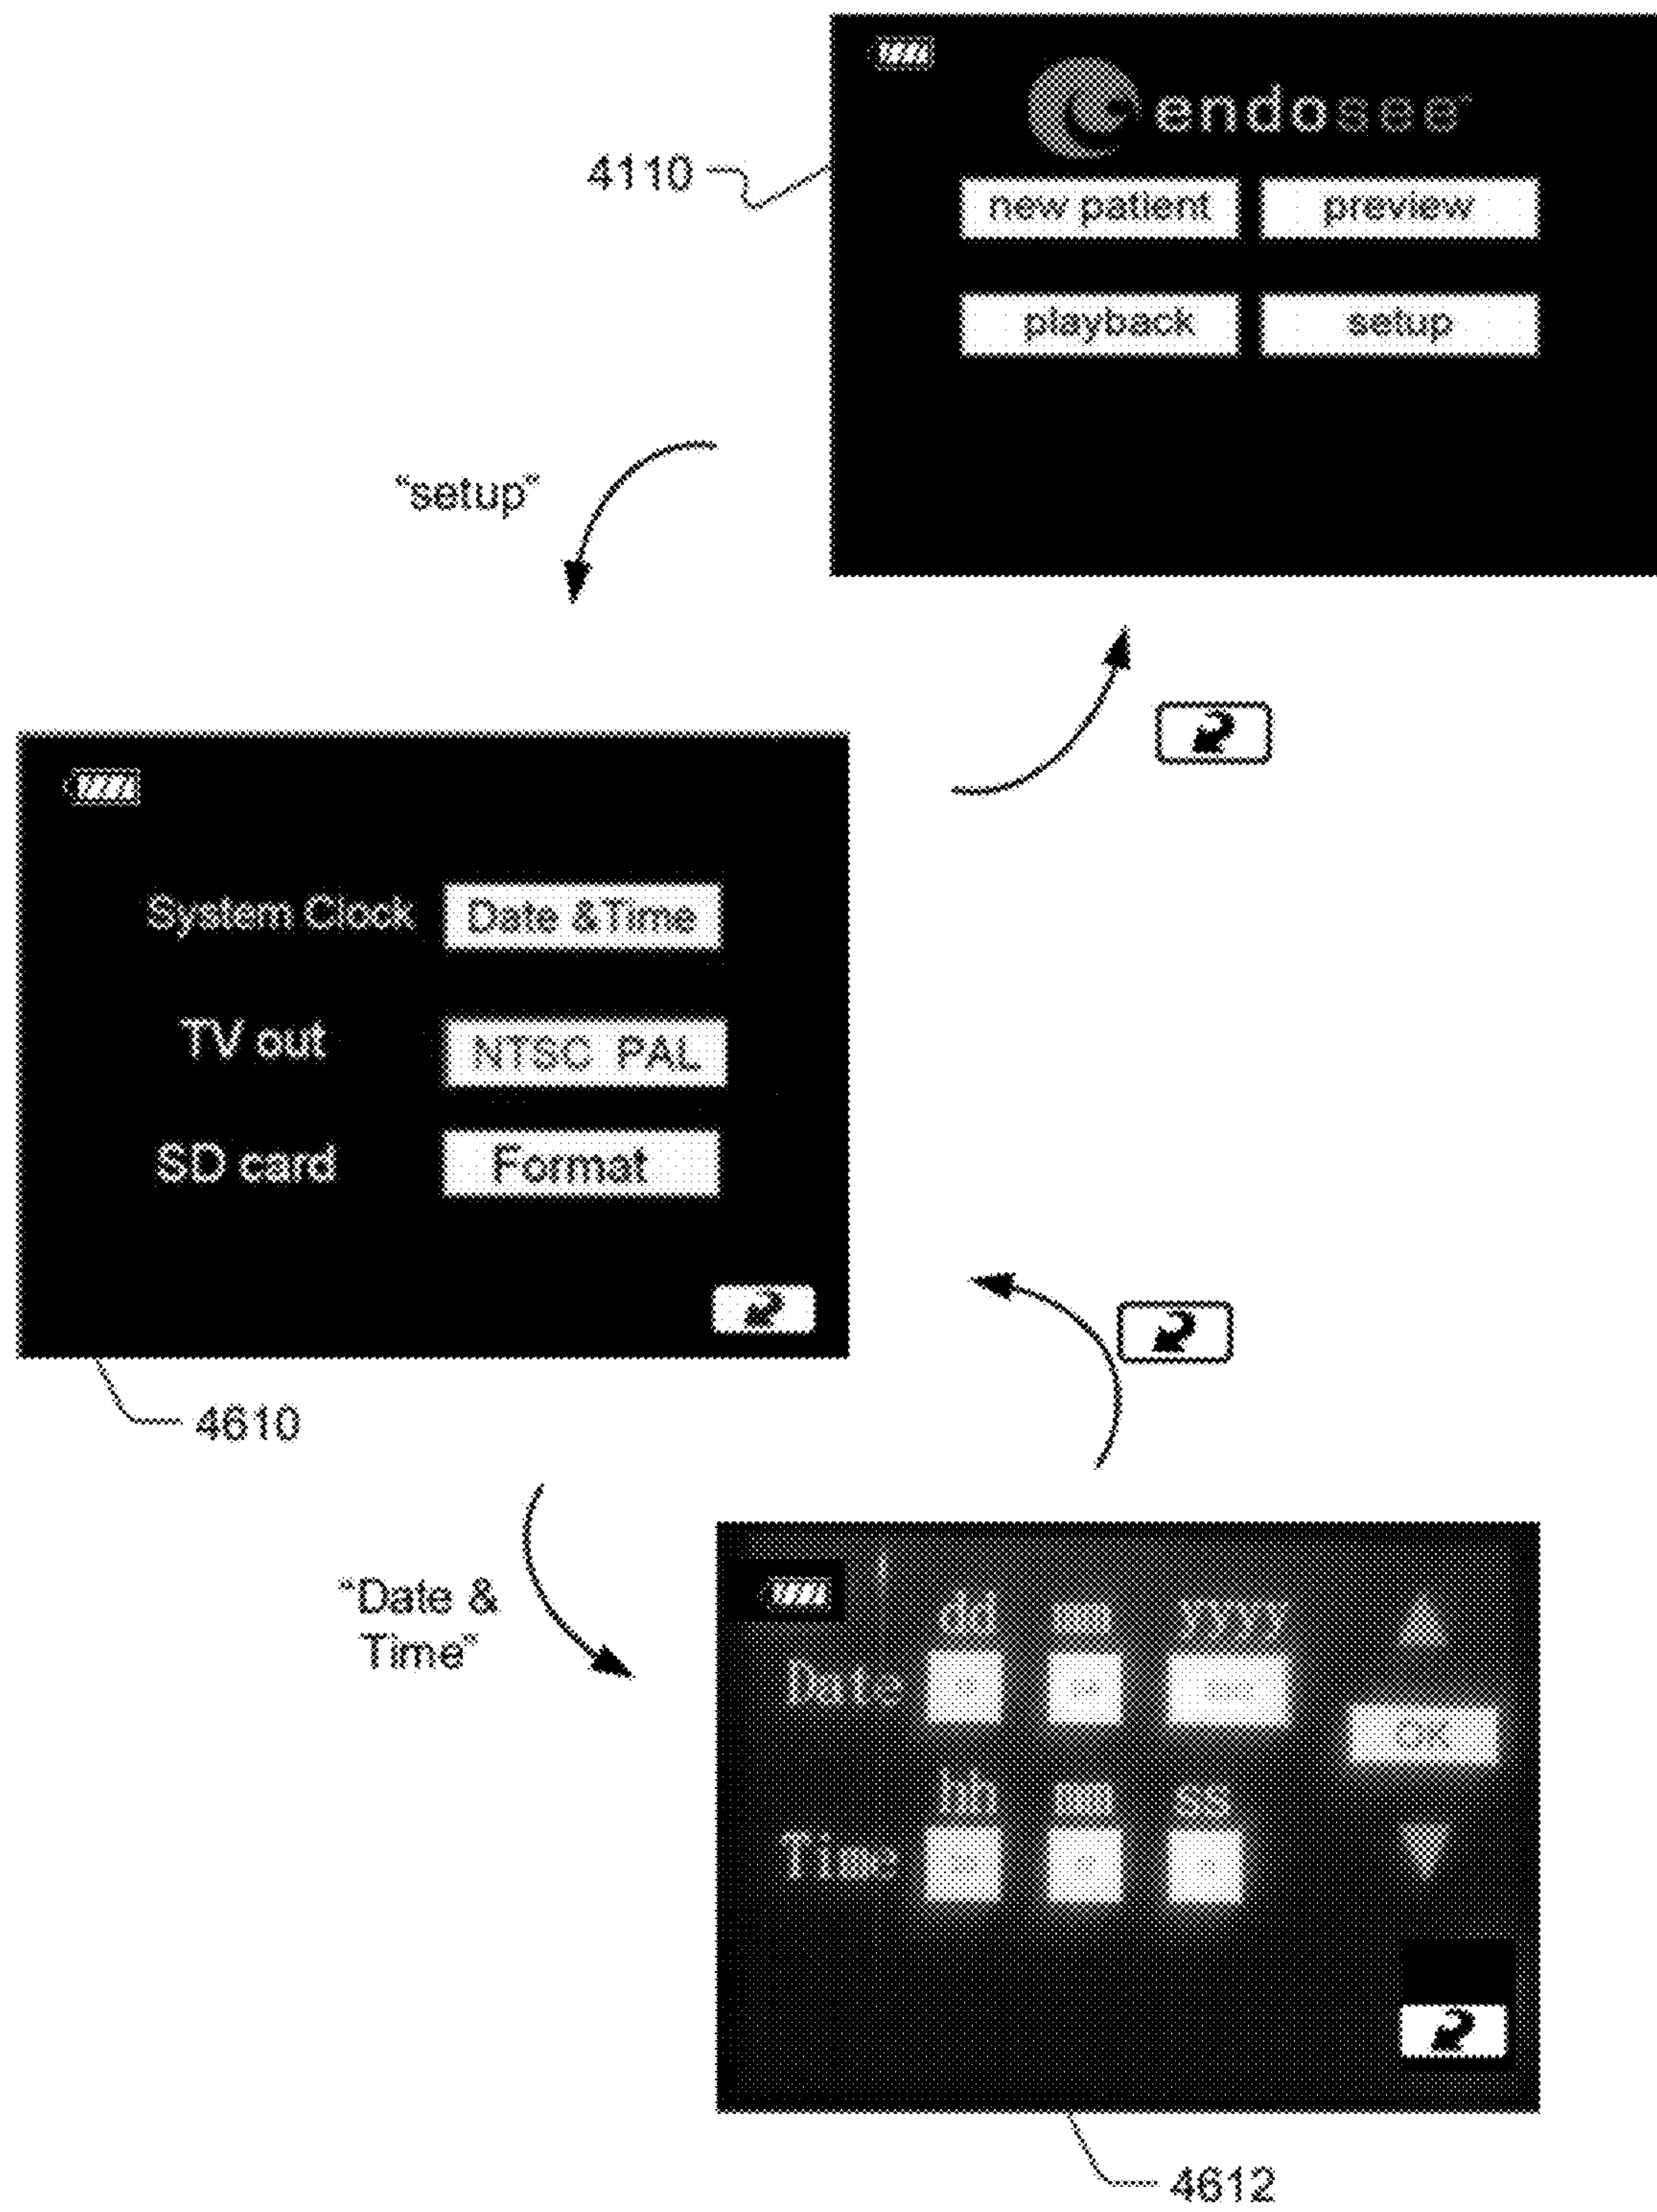 endosee
4110
new patient preview
playback setup
"setup"
System Clock Date &Time
TV out NTSC PAL
SD card Format
4610
"Date &
Time"
dd mm yyyy
Date
OK
hh mm ss
Time
4612